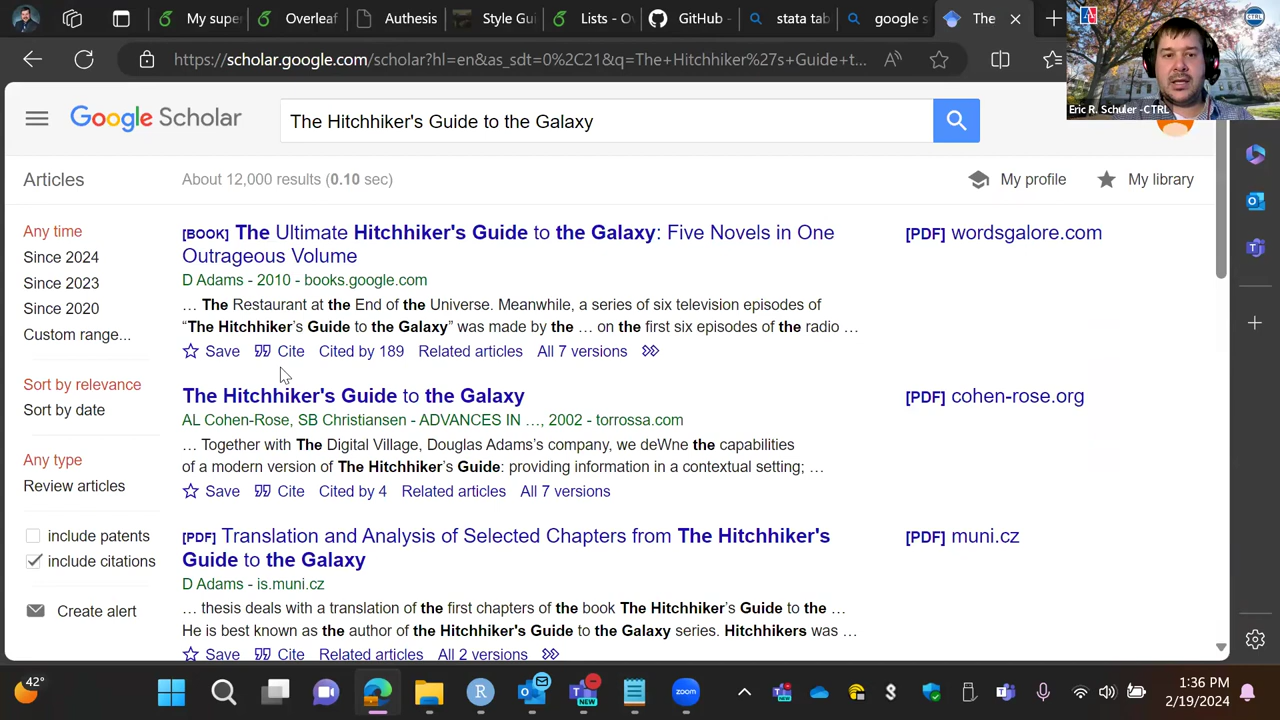 My super
Overleaf
Authesis
Style Gui
Lists - Ov
GitHub -
stata tab
google s
The
https://scholar.google.com/scholar?hl=en&as_sdt=0%2C21&q=The+Hitchhiker%27s+Guide+t...
Eric R. Schuler -CTRL
Google Scholar
The Hitchiker's Guide to the Galaxy
Articles
About 12,000 results (0.10 sec)
My profile
My library
Any time
Since 2024
Since 2023
Since 2020
Custom range...
Sort by relevance
Sort by date
Any type
Review articles
include patents
include citations
Create alert
[BOOK] The Ultimate Hitchhiker's Guide to the Galaxy: Five Novels in One
Outrageous Volume
[PDF] wordsgalore.com
D Adams - 2010 - books.google.com
... The Restaurant at the End of the Universe. Meanwhile, a series of six television episodes of
“The Hitchhiker's Guide to the Galaxy” was made by the ... on the first six episodes of the radio ...
Save Cite Cited by 189 Related articles All 7 versions
The Hitchhiker's Guide to the Galaxy
[PDF] cohen-rose.org
AL Cohen-Rose, SB Christiansen - ADVANCES IN ..., 2002 - torrossa.com
... Together with The Digital Village, Douglas Adams's company, we deWne the capabilities
of a modern version of The Hitchhiker's Guide: providing information in a contextual setting; ...
Save Cite Cited by 4 Related articles All 7 versions
[PDF] Translation and Analysis of Selected Chapters from The Hitchhiker's
Guide to the Galaxy
[PDF] muni.cz
D Adams - is.muni.cz
... thesis deals with a translation of the first chapters of the book The Hitchhiker's Guide to the ...
He is best known as the author of the Hitchhiker's Guide to the Galaxy series. Hitchhikers was ...
Save Cite Related articles All 2 versions
42°
NEW
NEW
zoom
1:36 PM
2/19/2024